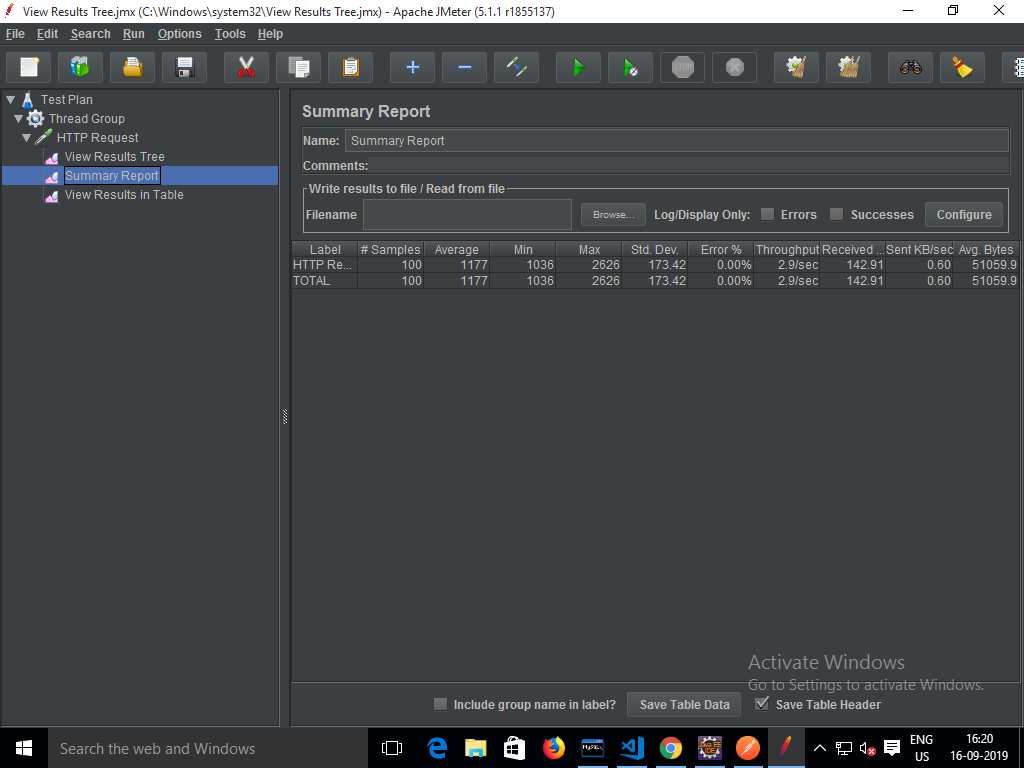 View Results Tree.jmx (C:\Windows\system32\View Results Tree.jmx) - Apache JMeter (5.1.1 r1855137)
File Edit Search Run Options Tools Help
STOP
Test Plan
Thread Group
HTTP Request
View Results Tree
Summary Report
View Results in Table
Summary Report
Name: Summary Report
Comments:
Write results to file / Read from file
Filename Browse... Log/Display Only: Errors Successes Configure
Label # Samples Average Min Max Std. Dev. Error % Throughput Received ... Sent KB/sec Avg. Bytes
HTTP Re... 100 1177 1036 2626 173.42 0.00% 2.9/sec 142.91 0.60 51059.9
TOTAL 100 1177 1036 2626 173.42 0.00% 2.9/sec 142.91 0.60 51059.9
Activate Windows
Go to Settings to activate Windows.
Include group name in label? Save Table Data Save Table Header
Search the web and Windows
MySQL
ENG
US
16:20
16-09-2019